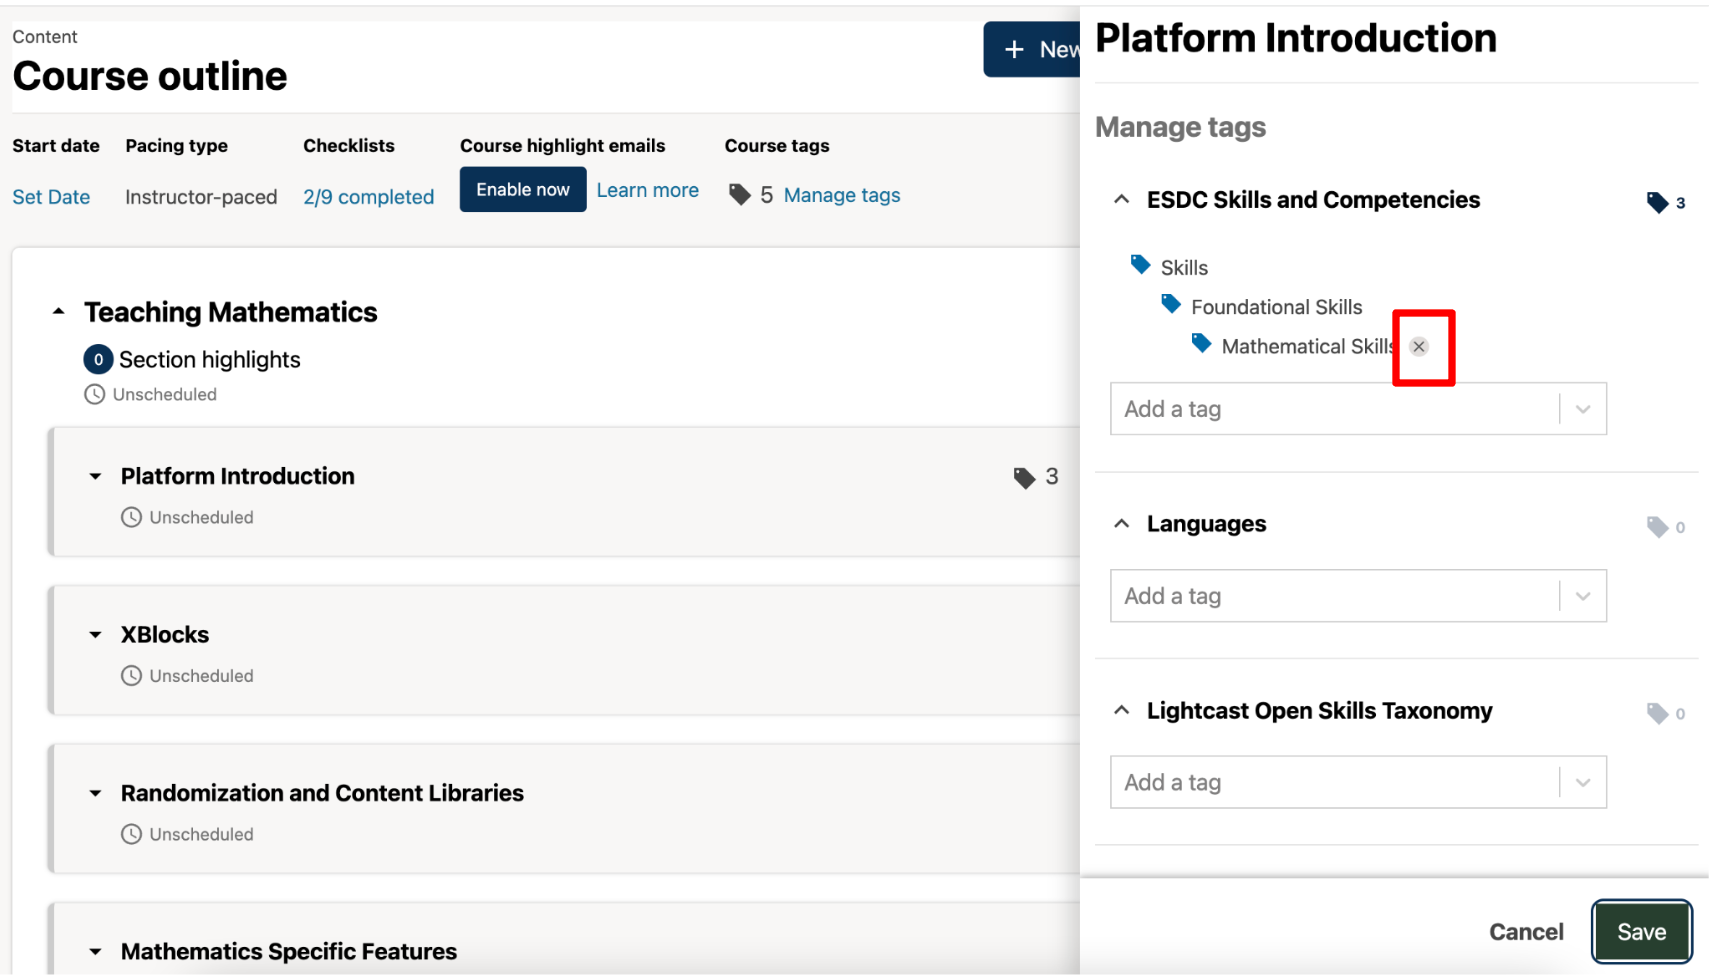 Content
Course outline
+ New
Start date
Pacing type
Checklists
Course highlight emails
Course tags
Set Date
Instructor-paced
2/9 completed
Enable now
Learn more
5
Manage tags
Teaching Mathematics
0 Section highlights
Unscheduled
Platform Introduction
3
Unscheduled
XBlocks
Unscheduled
Randomization and Content Libraries
Unscheduled
Mathematics Specific Features
Platform Introduction
Manage tags
ESDC Skills and Competencies
3
Skills
Foundational Skills
Mathematical Skills
Add a tag
Languages
0
Add a tag
Lightcast Open Skills Taxonomy
0
Add a tag
Cancel
Save